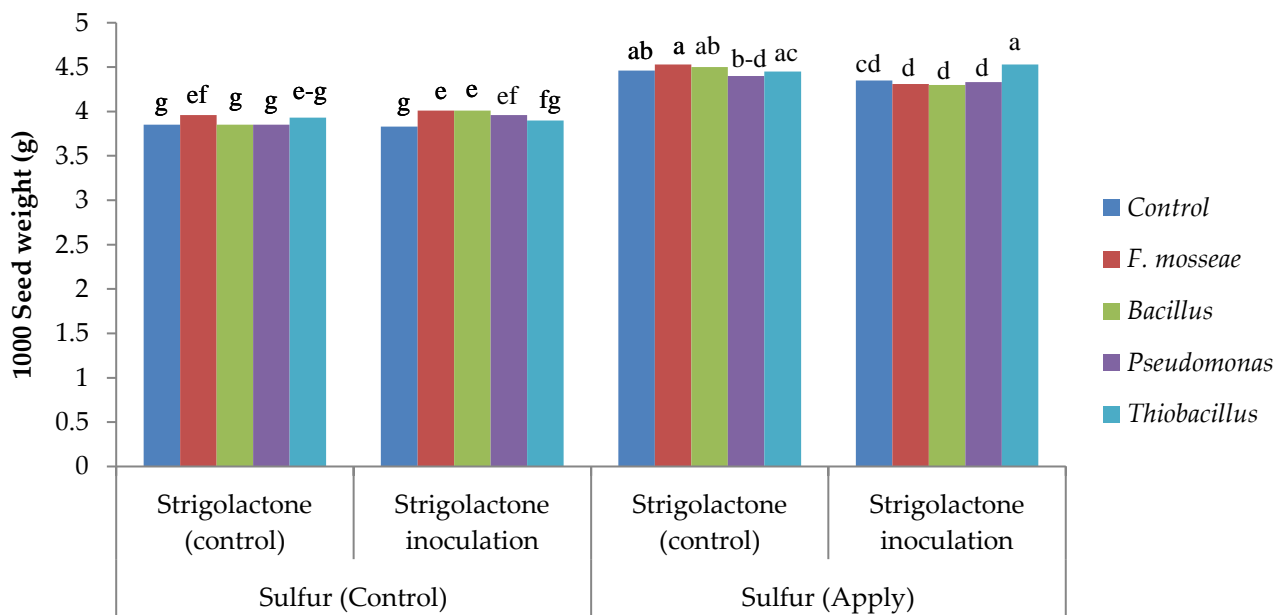 1000 Seed weight (g)
5
4.5
4
3.5
3
2.5
2
1.5
1
0.5
0
g ef g g e-g g e e ef fg ab a ab b-d ac cd d d d a
Strigolactone (control)
Strigolactone inoculation
Strigolactone (control)
Strigolactone inoculation
Sulfur (Control)
Sulfur (Apply)
Control
F. mosseae
Bacillus
Pseudomonas
Thiobacillus